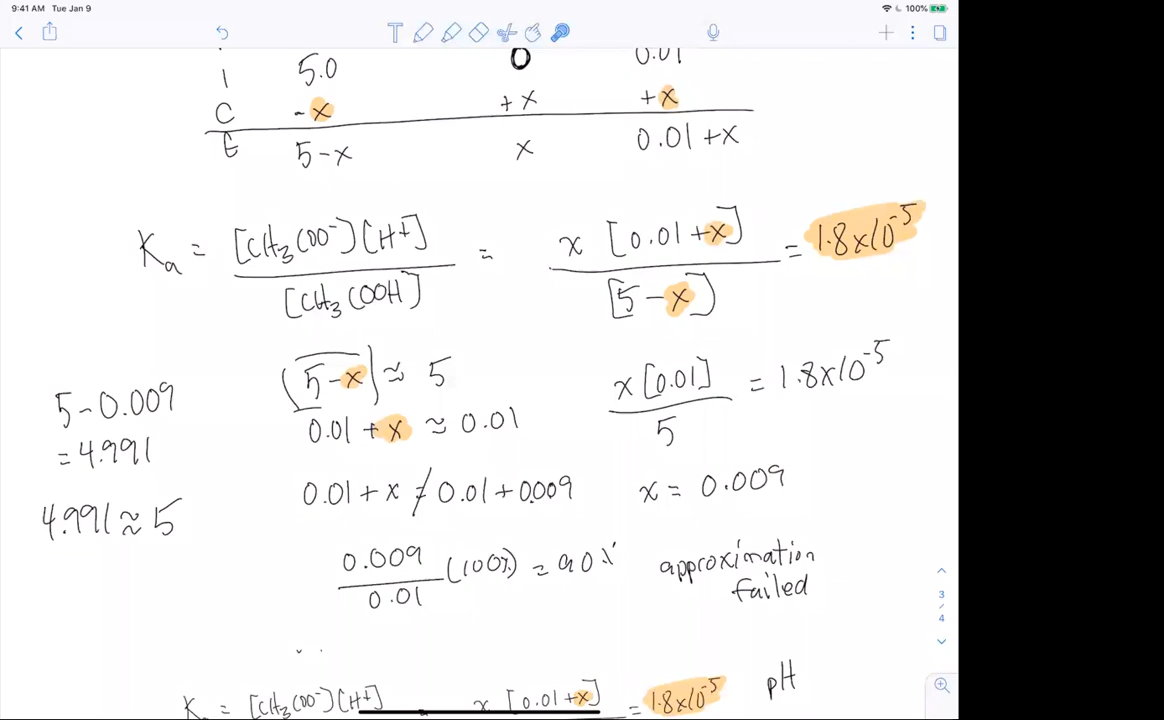 9:41 AM Tue Jan 9 100%
I 5.0 0 0.01
C - x + x + x
E 5-x x 0.01 +x
Ka = [CH3COO-][H+] / [CH3COOH] = x [0.01 +x] / [5-x] = 1.8x10^-5
(5-x) ≈ 5
x[0.01] / 5 = 1.8x10^-5
5-0.009
0.01 + x ≈ 0.01
= 4.991
0.01 + x ≠ 0.01 + 0.009
x = 0.009
4.991 ≈ 5
0.009 / 0.01 (100%) = 90%
approximation
failed
3
/
4
pH
K = [CH3COO-][H+] x [0.01 +x] = 1.8x10^-5